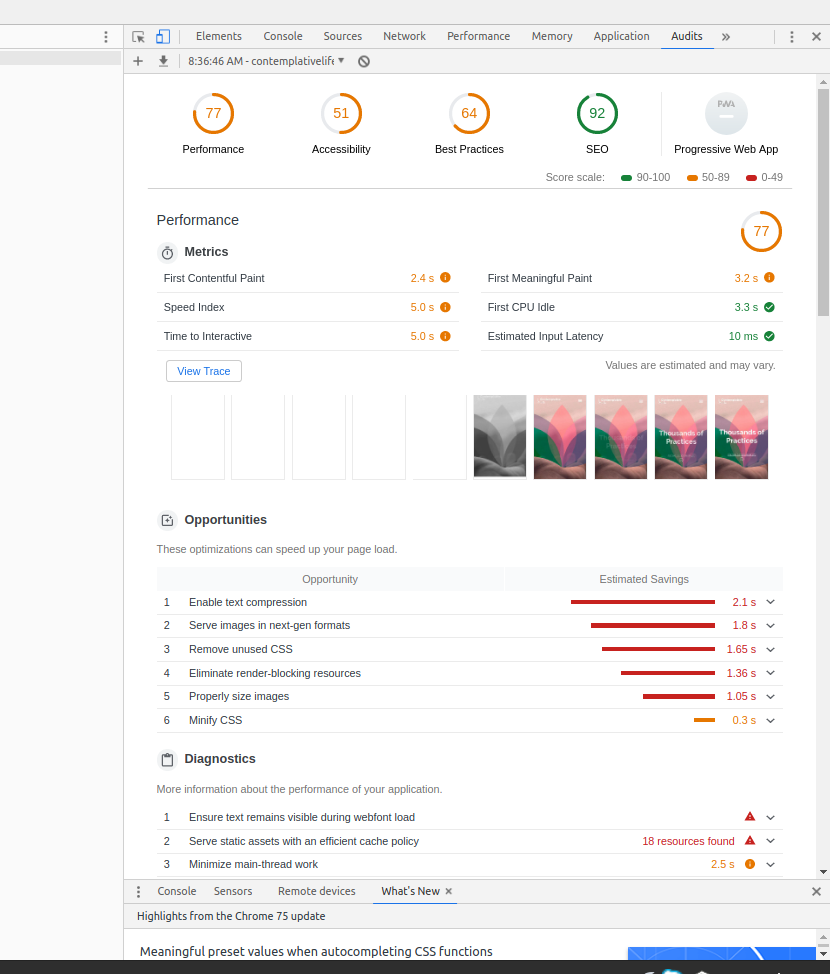 Elements Console Sources Network Performance Memory Application Audits
8:36:46 AM - contemplativelife
77 51 64 92 PWA
Performance Accessibility Best Practices SEO Progressive Web App
Score scale: 90-100 50-89 0-49
Performance
77
Metrics
First Contentful Paint 2.4 s First Meaningful Paint 3.2 s
Speed Index 5.0 s First CPU Idle 3.3 s
Time to Interactive 5.0 s Estimated Input Latency 10 ms
View Trace Values are estimated and may vary.
Thousands of
Practices
Thousands of
Practices
Opportunities
These optimizations can speed up your page load.
Opportunity Estimated Savings
1 Enable text compression 2.1 s
2 Serve images in next-gen formats 1.8 s
3 Remove unused CSS 1.65 s
4 Eliminate render-blocking resources 1.36 s
5 Properly size images 1.05 s
6 Minify CSS 0.3 s
Diagnostics
More information about the performance of your application.
1 Ensure text remains visible during webfont load
2 Serve static assets with an efficient cache policy 18 resources found
3 Minimize main-thread work 2.5 s
Console Sensors Remote devices What's New
Highlights from the Chrome 75 update
Meaningful preset values when autocompleting CSS functions